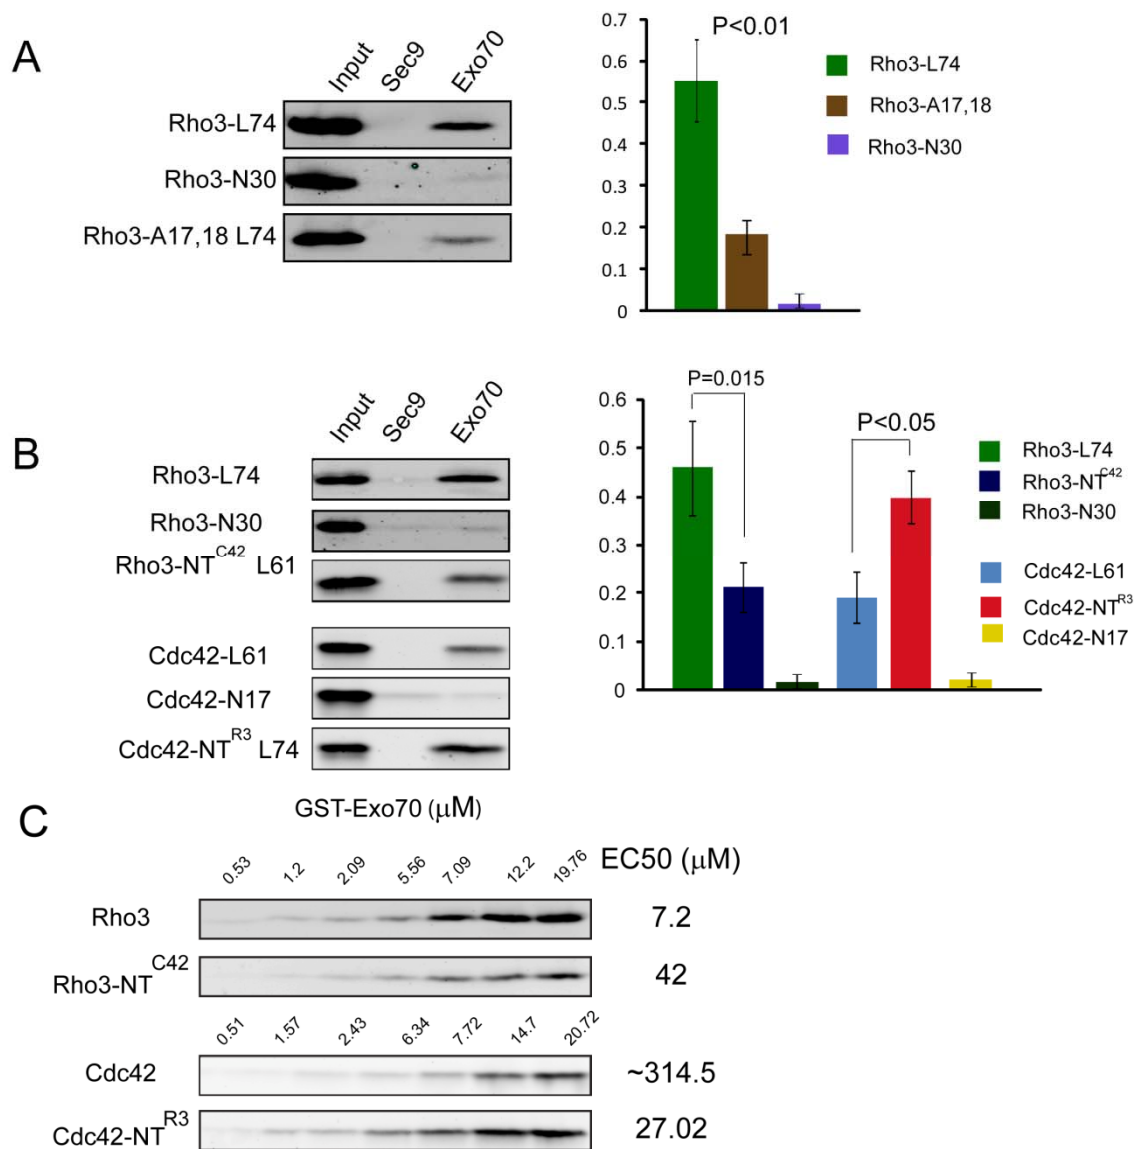 A
Input Sec9 Exo70
Rho3-L74
Rho3-N30
Rho3-A17,18 L74
0.7
0.6
0.5
0.4
0.3
0.2
0.1
0
P<0.01
Rho3-L74
Rho3-A17,18
Rho3-N30
B
Input Sec9 Exo70
Rho3-L74
Rho3-N30
Rho3-NT^C42 L61
Cdc42-L61
Cdc42-N17
Cdc42-NT^R3 L74
0.6
0.5
0.4
0.3
0.2
0.1
0
P=0.015
P<0.05
Rho3-L74
Rho3-NT^C42
Rho3-N30
Cdc42-L61
Cdc42-NT^R3
Cdc42-N17
C
GST-Exo70 (μM)
0.53 1.2 2.09 5.56 7.09 12.2 19.76
EC50 (μM)
Rho3 7.2
Rho3-NT^C42 42
0.51 1.57 2.43 6.34 7.72 14.7 20.72
Cdc42 ~314.5
Cdc42-NT^R3 27.02